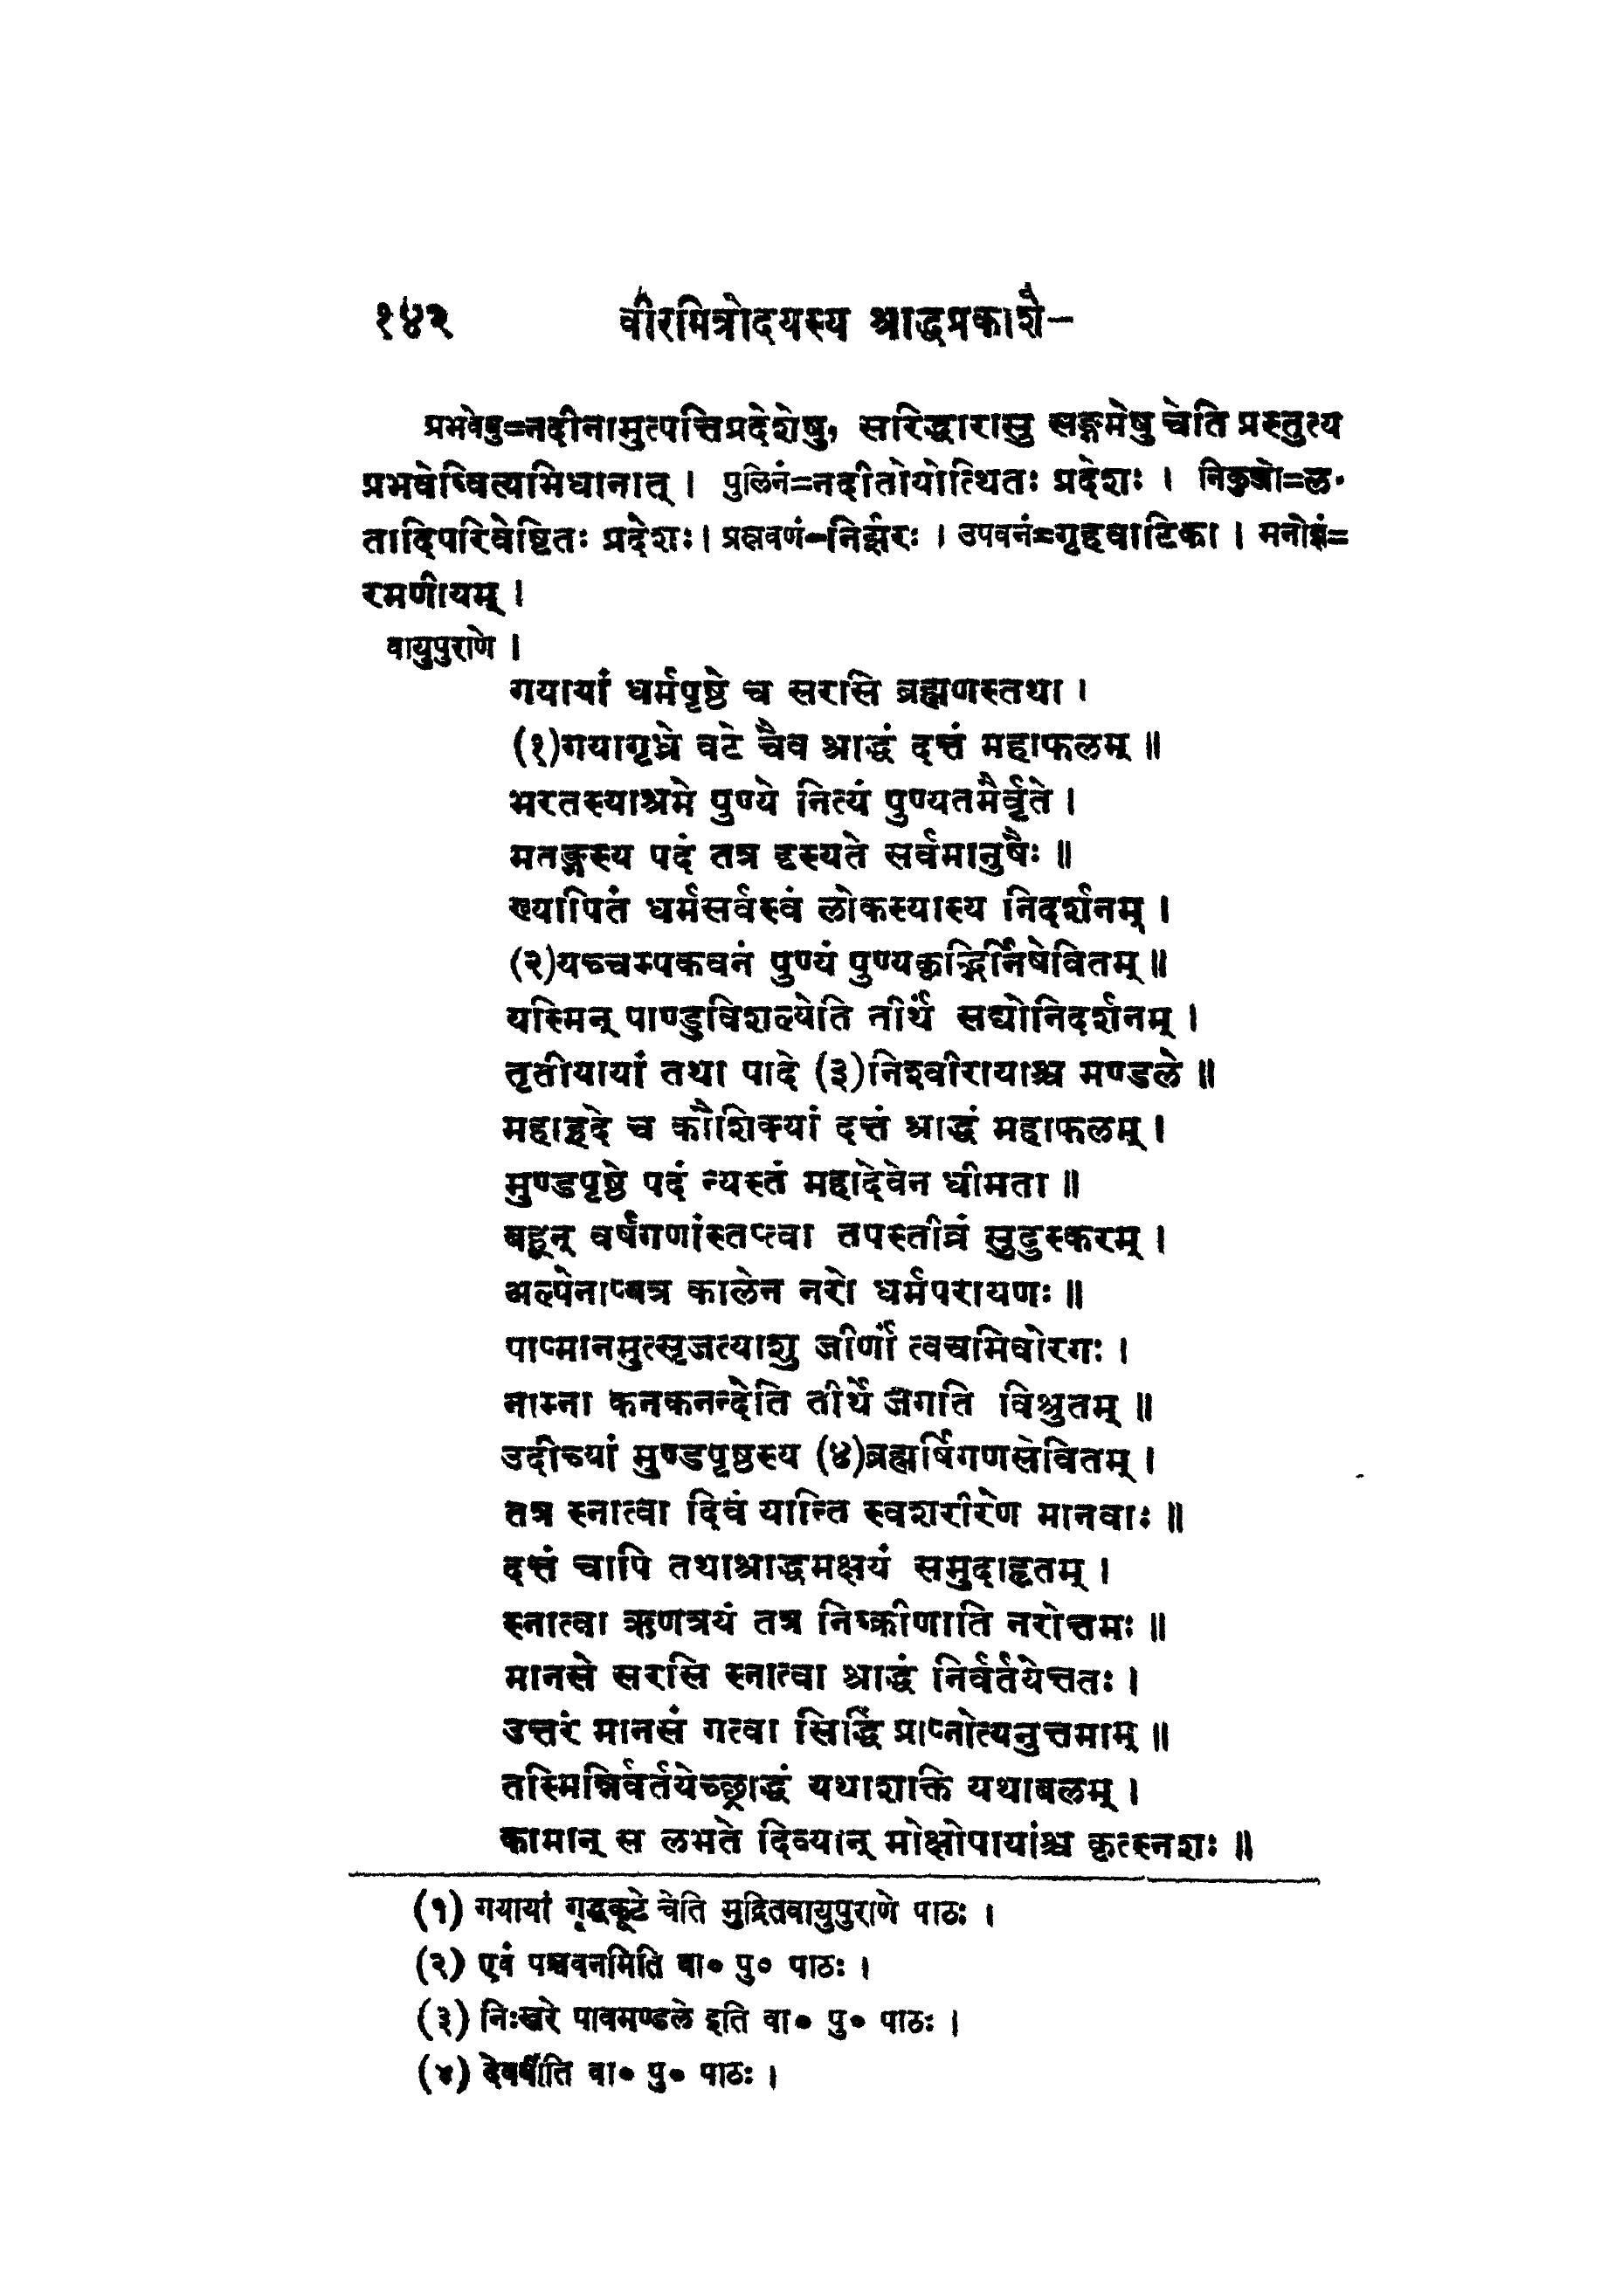 १४२ वीरमित्रोदयस्य श्राद्धप्रकाशे-
प्रभवेषु=नदीनामुत्पत्तिप्रदेशेषु, सरिद्धारासु सङ्गमेषु चेति प्रस्तुत्य
प्रभवेष्वित्यभिधानात् । पुलिनं=नदीतोयोत्थितः प्रदेशः । निकुञ्जो=ल-
तादिपरिवेष्टितः प्रदेशः । प्रस्रवणं-निर्झरः । उपवनं=गृहवाटिका । मनोज्ञं=
रमणीयम् ।
वायुपुराणे ।
गयायां धर्मपृष्ठे च सरसि ब्रह्मणस्तथा ।
(१)गयागृध्रे वटे चैव श्राद्धं दत्तं महाफलम् ॥
भरतस्याश्रमे पुण्ये नित्यं पुण्यतमैर्वृते ।
मतङ्गस्य पदं तत्र दृस्यते सर्वमानुषैः ॥
ख्यापितं धर्मसर्वस्वं लोकस्यास्य निदर्शनम् ।
(२)यच्चम्पकवनं पुण्यं पुण्यकृद्भिर्निषेवितम् ॥
यस्मिन् पाण्डुविशल्येति तीर्थं सद्योनिदर्शनम् ।
तृतीयायां तथा पादे (३)निश्वीरायाश्च मण्डले ॥
महाह्रदे च कौशिक्यां दत्तं श्राद्धं महाफलम् ।
मुण्डपृष्ठे पदं न्यस्तं महादेवेन धीमता ॥
बहून् वर्षगणांस्तप्त्वा तपस्तीव्रं सुदुस्करम् ।
अल्पेनाप्यत्र कालेन नरो धर्मपरायणः ॥
पाप्मानमुत्सृजत्याशु जीर्णां त्वचमिवोरगः ।
नाम्ना कनकनन्देति तीर्थं जगति विश्रुतम् ॥
उदीच्यां मुण्डपृष्ठस्य (४)ब्रह्मर्षिगणसेवितम् ।
तत्र स्नात्वा दिवं यान्ति स्वशरीरेण मानवाः ॥
दत्तं चापि तथाश्राद्धमक्षयं समुदाहृतम् ।
स्नात्वा ऋणत्रयं तत्र निष्क्रीणाति नरोत्तमः ॥
मानसे सरसि स्नात्वा श्राद्धं निर्वर्तयेत्ततः ।
उत्तरं मानसं गत्वा सिद्धिं प्राप्नोत्यनुत्तमाम् ॥
तस्मिन्निर्वर्तयेच्छ्राद्धं यथाशक्ति यथाबलम् ।
कामान् स लभते दिव्यान् मोक्षोपायांश्च कृत्स्नशः ॥
(१) गयायां गृद्धकूटे चेति मुद्रितवायुपुराणे पाठः ।
(२) एवं पञ्चवनमिति वा० पु० पाठः ।
(३) निःस्वरे पावमण्डले इति वा० पु० पाठः ।
(४) देवर्षीति वा० पु० पाठः ।